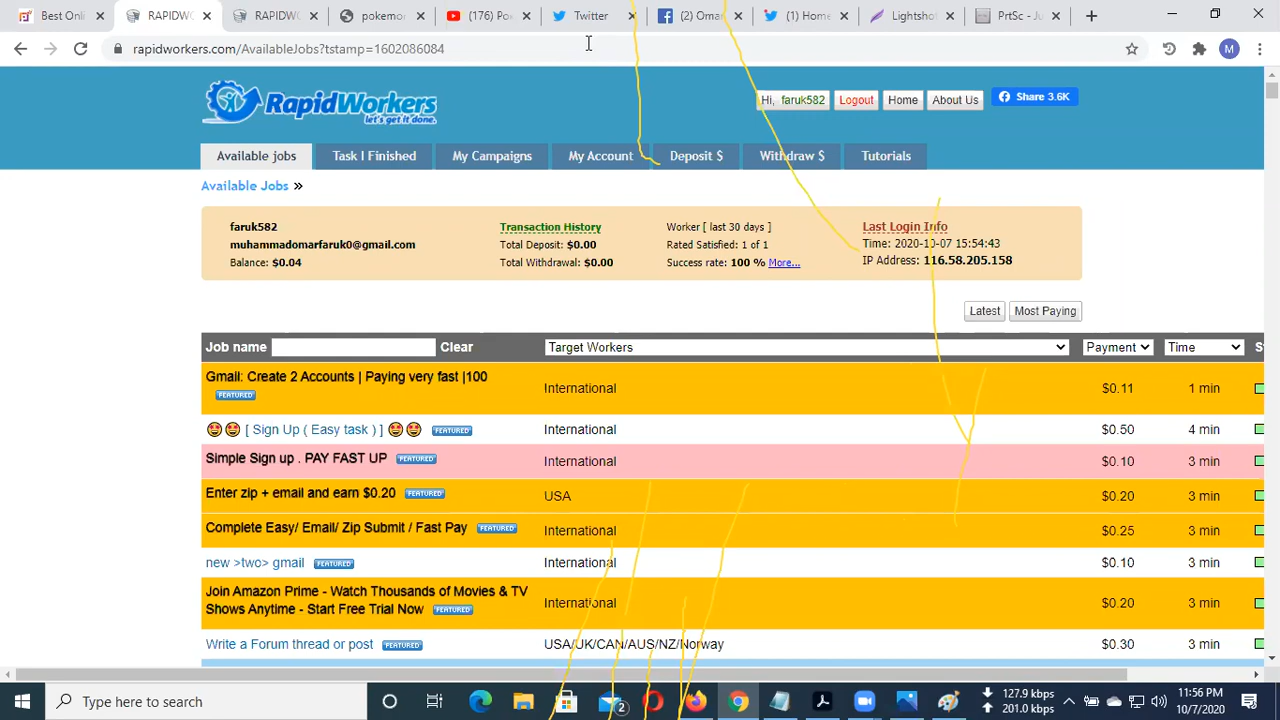 Best Onli
RAPIDWO
RAPIDWO
pokemor
(176) Pok
Twitter
(2) Omar
(1) Home
Lightshot
PrtSc - Ju
rapidworkers.com/AvailableJobs?tstamp=1602086084
M
RapidWorkers
let's get it done.
Hi, faruk582
Logout
Home
About Us
Share 3.6K
Available jobs
Task I Finished
My Campaigns
My Account
Deposit $
Withdraw $
Tutorials
Available Jobs »
faruk582
Transaction History
Worker [ last 30 days ]
Last Login Info
muhammadomarfaruk0@gmail.com
Total Deposit: $0.00
Rated Satisfied: 1 of 1
Time: 2020-10-07 15:54:43
Balance: $0.04
Total Withdrawal: $0.00
Success rate: 100 % More...
IP Address: 116.58.205.158
Latest
Most Paying
Job name Clear Target Workers Payment Time S
Gmail: Create 2 Accounts | Paying very fast |100
FEATURED
International $0.11 1 min
[ Sign Up ( Easy task ) ] FEATURED International $0.50 4 min
Simple Sign up . PAY FAST UP FEATURED International $0.10 3 min
Enter zip + email and earn $0.20 FEATURED USA $0.20 3 min
Complete Easy/ Email/ Zip Submit / Fast Pay FEATURED International $0.25 3 min
new >two> gmail FEATURED International $0.10 3 min
Join Amazon Prime - Watch Thousands of Movies & TV
Shows Anytime - Start Free Trial Now FEATURED International $0.20 3 min
Write a Forum thread or post FEATURED USA/UK/CAN/AUS/NZ/Norway $0.30 3 min
Type here to search
2
127.9 kbps
201.0 kbps
11:56 PM
10/7/2020